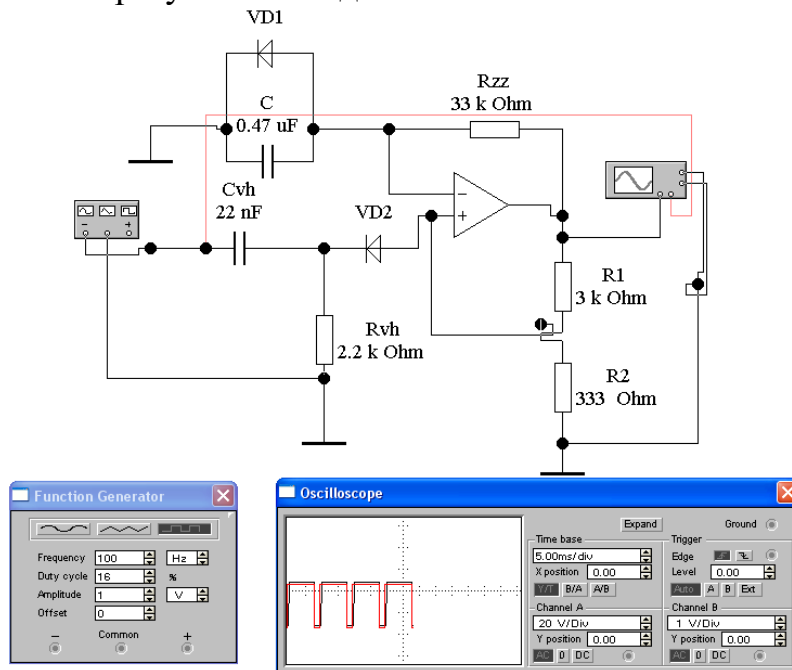 VD1
C
0.47 uF
Rzz
33 k Ohm
Cvh
22 nF
VD2
R1
3 k Ohm
Rvh
2.2 k Ohm
R2
333 Ohm
Function Generator
Frequency 100 Hz
Duty cycle 16 %
Amplitude 1 V
Offset 0
Common
Oscilloscope
Expand
Ground
Time base
5.00ms/div
X position 0.00
Y/T B/A A/B
Trigger
Edge
Level 0.00
Auto A B Ext
Channel A
20 V/Div
Y position 0.00
AC 0 DC
Channel B
1 V/Div
Y position 0.00
AC 0 DC